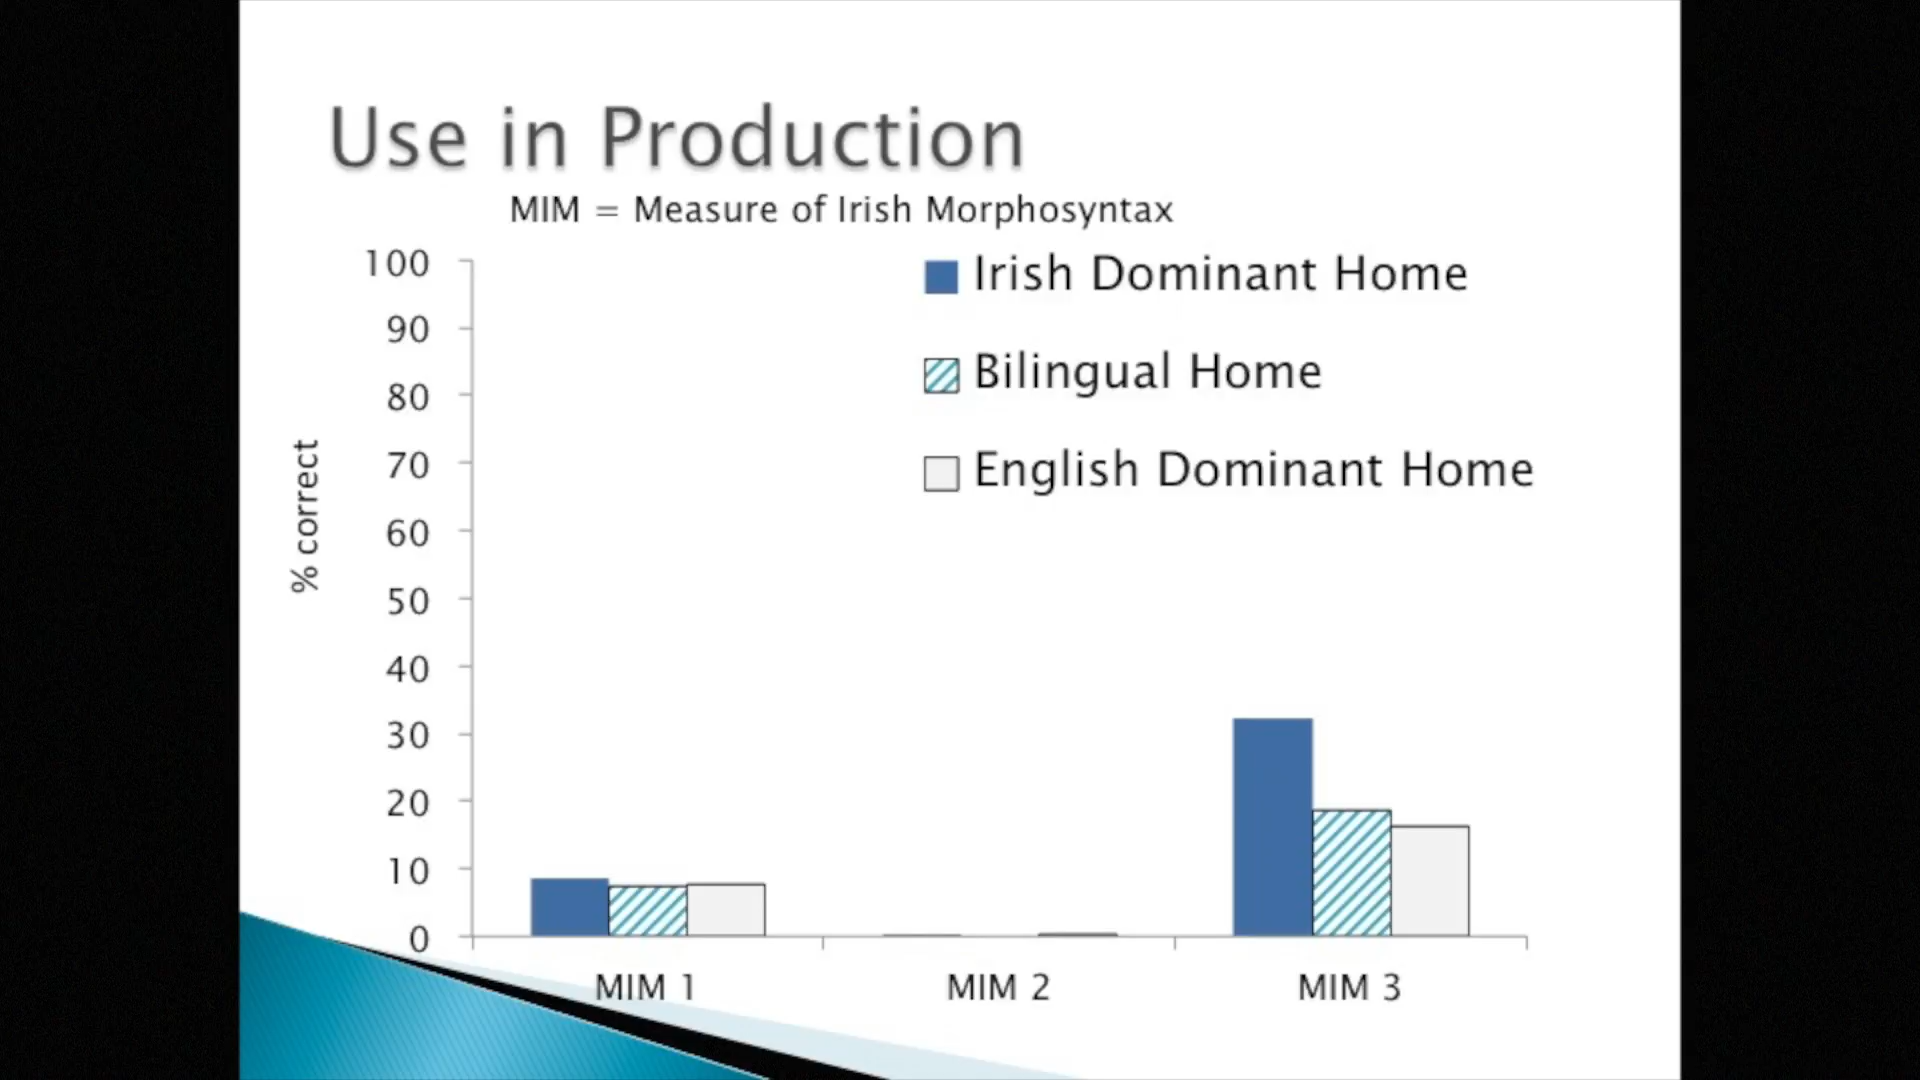 Use in Production
MIM = Measure of Irish Morphosyntax
100
90
80
70
60
50
40
30
20
10
0
% correct
Irish Dominant Home
Bilingual Home
English Dominant Home
MIM 1
MIM 2
MIM 3